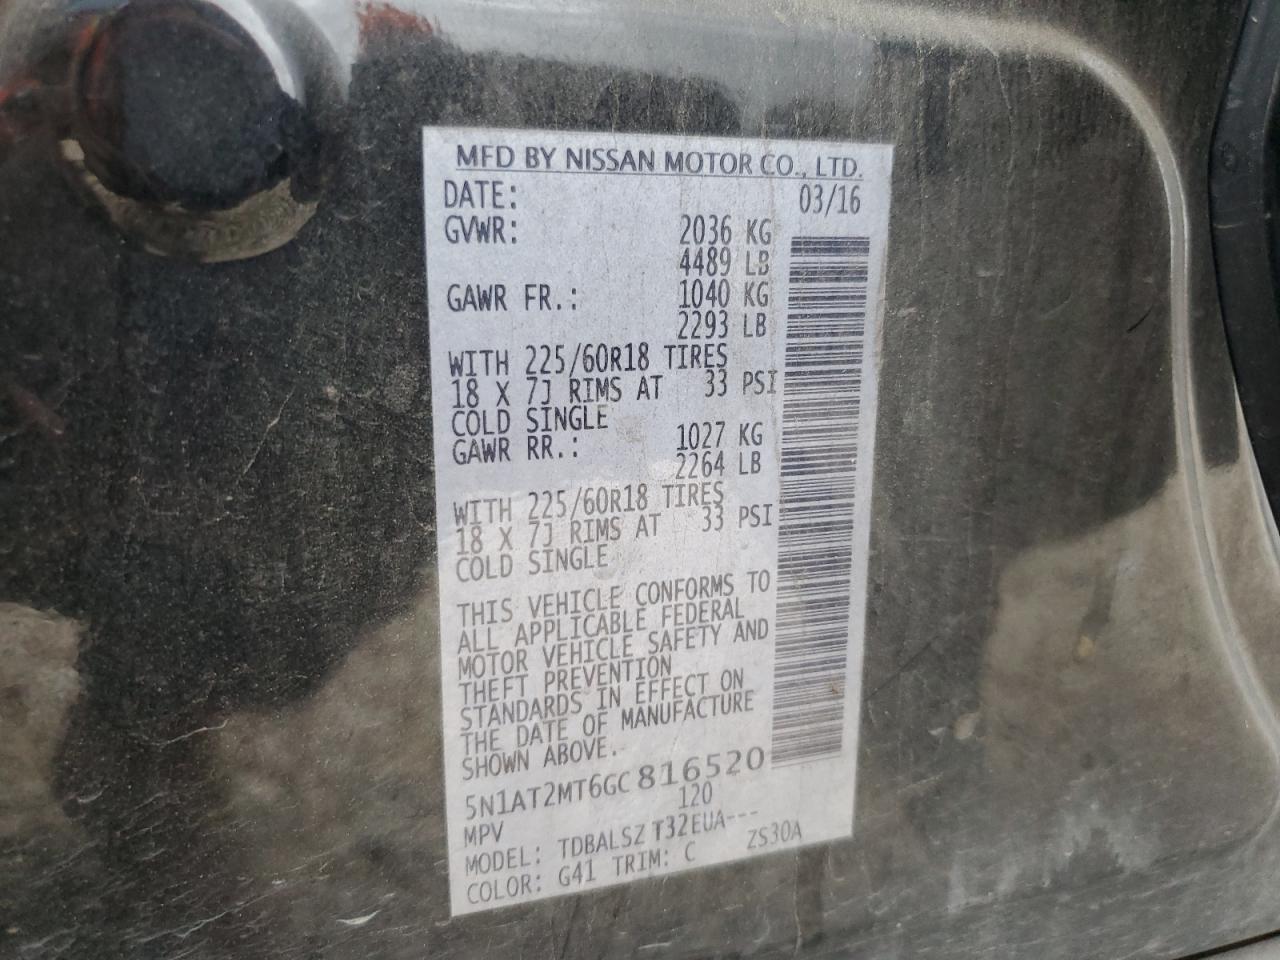 MFD BY NISSAN MOTOR CO., LTD.
DATE: 03/16
GVWR: 2036 KG
4489 LB
GAWR FR.: 1040 KG
2293 LB
WITH 225/60R18 TIRES
18 X 7J RIMS AT 33 PSI
COLD SINGLE
GAWR RR.: 1027 KG
2264 LB
WITH 225/60R18 TIRES
18 X 7J RIMS AT 33 PSI
COLD SINGLE
THIS VEHICLE CONFORMS TO
ALL APPLICABLE FEDERAL
MOTOR VEHICLE SAFETY AND
THEFT PREVENTION
STANDARDS IN EFFECT ON
THE DATE OF MANUFACTURE
SHOWN ABOVE.
5N1AT2MT6GC816520
MPV 120
MODEL: TDBALSZ T32EUA---
COLOR: G41 TRIM: C ZS30A